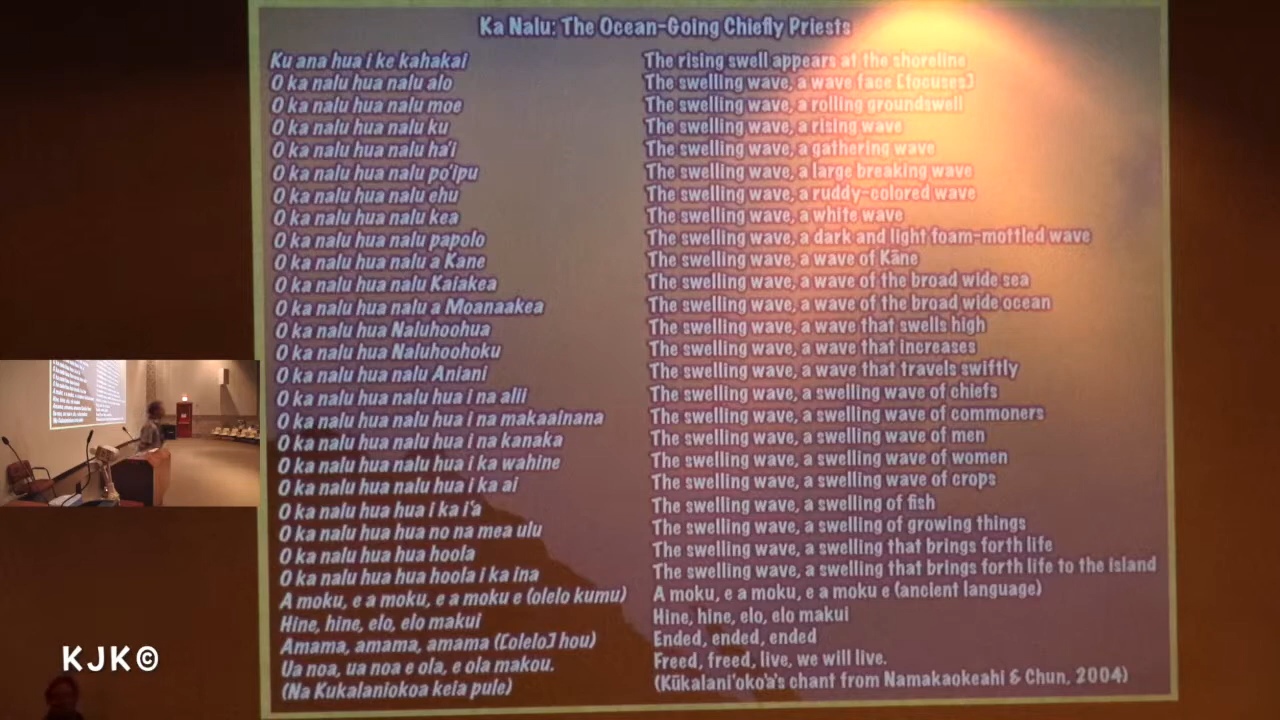 Ka Nalu: The Ocean-Going Chiefly Priests
Ku ana hua i ke kahakai
O ka nalu hua nalu alo
O ka nalu hua nalu moe
O ka nalu hua nalu ku
O ka nalu hua nalu ha'i
O ka nalu hua nalu po'ipu
O ka nalu hua nalu ehu
O ka nalu hua nalu kea
O ka nalu hua nalu papolo
O ka nalu hua nalu a Kane
O ka nalu hua nalu Kaiakea
O ka nalu hua nalu a Moanaakea
O ka nalu hua Naluhoohua
O ka nalu hua Naluhoohoku
O ka nalu hua nalu Aniani
O ka nalu hua nalu hua i na alii
O ka nalu hua nalu hua i na makaainana
O ka nalu hua nalu hua i na kanaka
O ka nalu hua nalu hua i ka wahine
O ka nalu hua nalu hua i ka ai
O ka nalu hua hua i ka i'a
O ka nalu hua hua no na mea ulu
O ka nalu hua hua hoola
O ka nalu hua hua hoola i ka ina
A moku, e a moku, e a moku e (olelo kumu)
Hine, hine, elo, elo makui
Amama, amama, amama ([olelo] hou)
Ua noa, ua noa e ola, e ola makou.
(Na Kukalaniokoa keia pule)
The rising swell appears at the shoreline
The swelling wave, a wave face [focuses]
The swelling wave, a rolling groundswell
The swelling wave, a rising wave
The swelling wave, a gathering wave
The swelling wave, a large breaking wave
The swelling wave, a ruddy-colored wave
The swelling wave, a white wave
The swelling wave, a dark and light foam-mottled wave
The swelling wave, a wave of Kāne
The swelling wave, a wave of the broad wide sea
The swelling wave, a wave of the broad wide ocean
The swelling wave, a wave that swells high
The swelling wave, a wave that increases
The swelling wave, a wave that travels swiftly
The swelling wave, a swelling wave of chiefs
The swelling wave, a swelling wave of commoners
The swelling wave, a swelling wave of men
The swelling wave, a swelling wave of women
The swelling wave, a swelling wave of crops
The swelling wave, a swelling of fish
The swelling wave, a swelling of growing things
The swelling wave, a swelling that brings forth life
The swelling wave, a swelling that brings forth life to the island
A moku, e a moku, e a moku e (ancient language)
Hine, hine, elo, elo makui
Ended, ended, ended
Freed, freed, live, we will live.
(Kūkalani'oko'a's chant from Namakaokeahi & Chun, 2004)
KJK©